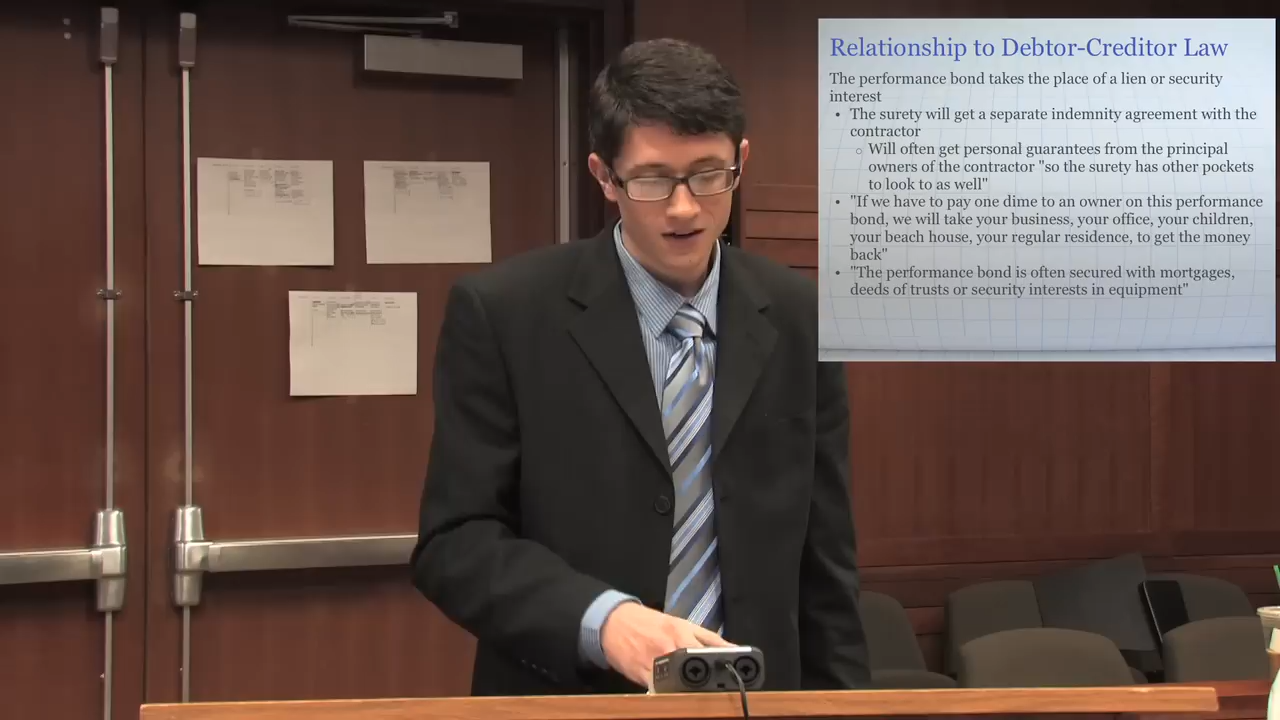 Relationship to Debtor-Creditor Law
The performance bond takes the place of a lien or security
interest
• The surety will get a separate indemnity agreement with the
contractor
○ Will often get personal guarantees from the principal
owners of the contractor "so the surety has other pockets
to look to as well"
• "If we have to pay one dime to an owner on this performance
bond, we will take your business, your office, your children,
your beach house, your regular residence, to get the money
back"
• "The performance bond is often secured with mortgages,
deeds of trusts or security interests in equipment"